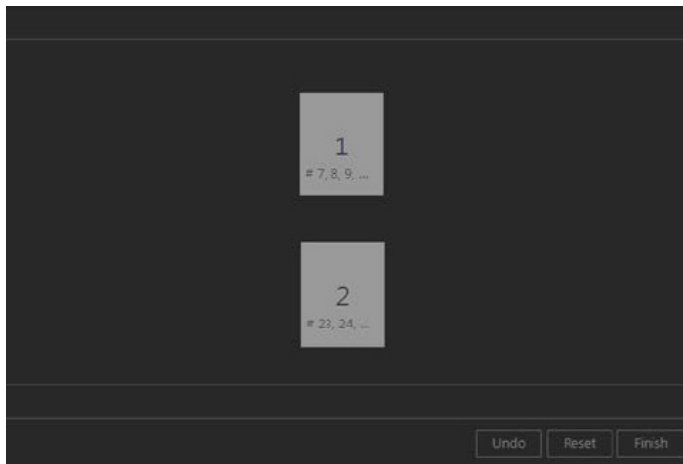 1
# 7, 8, 9, ...
2
# 23, 24, ...
Undo Reset Finish